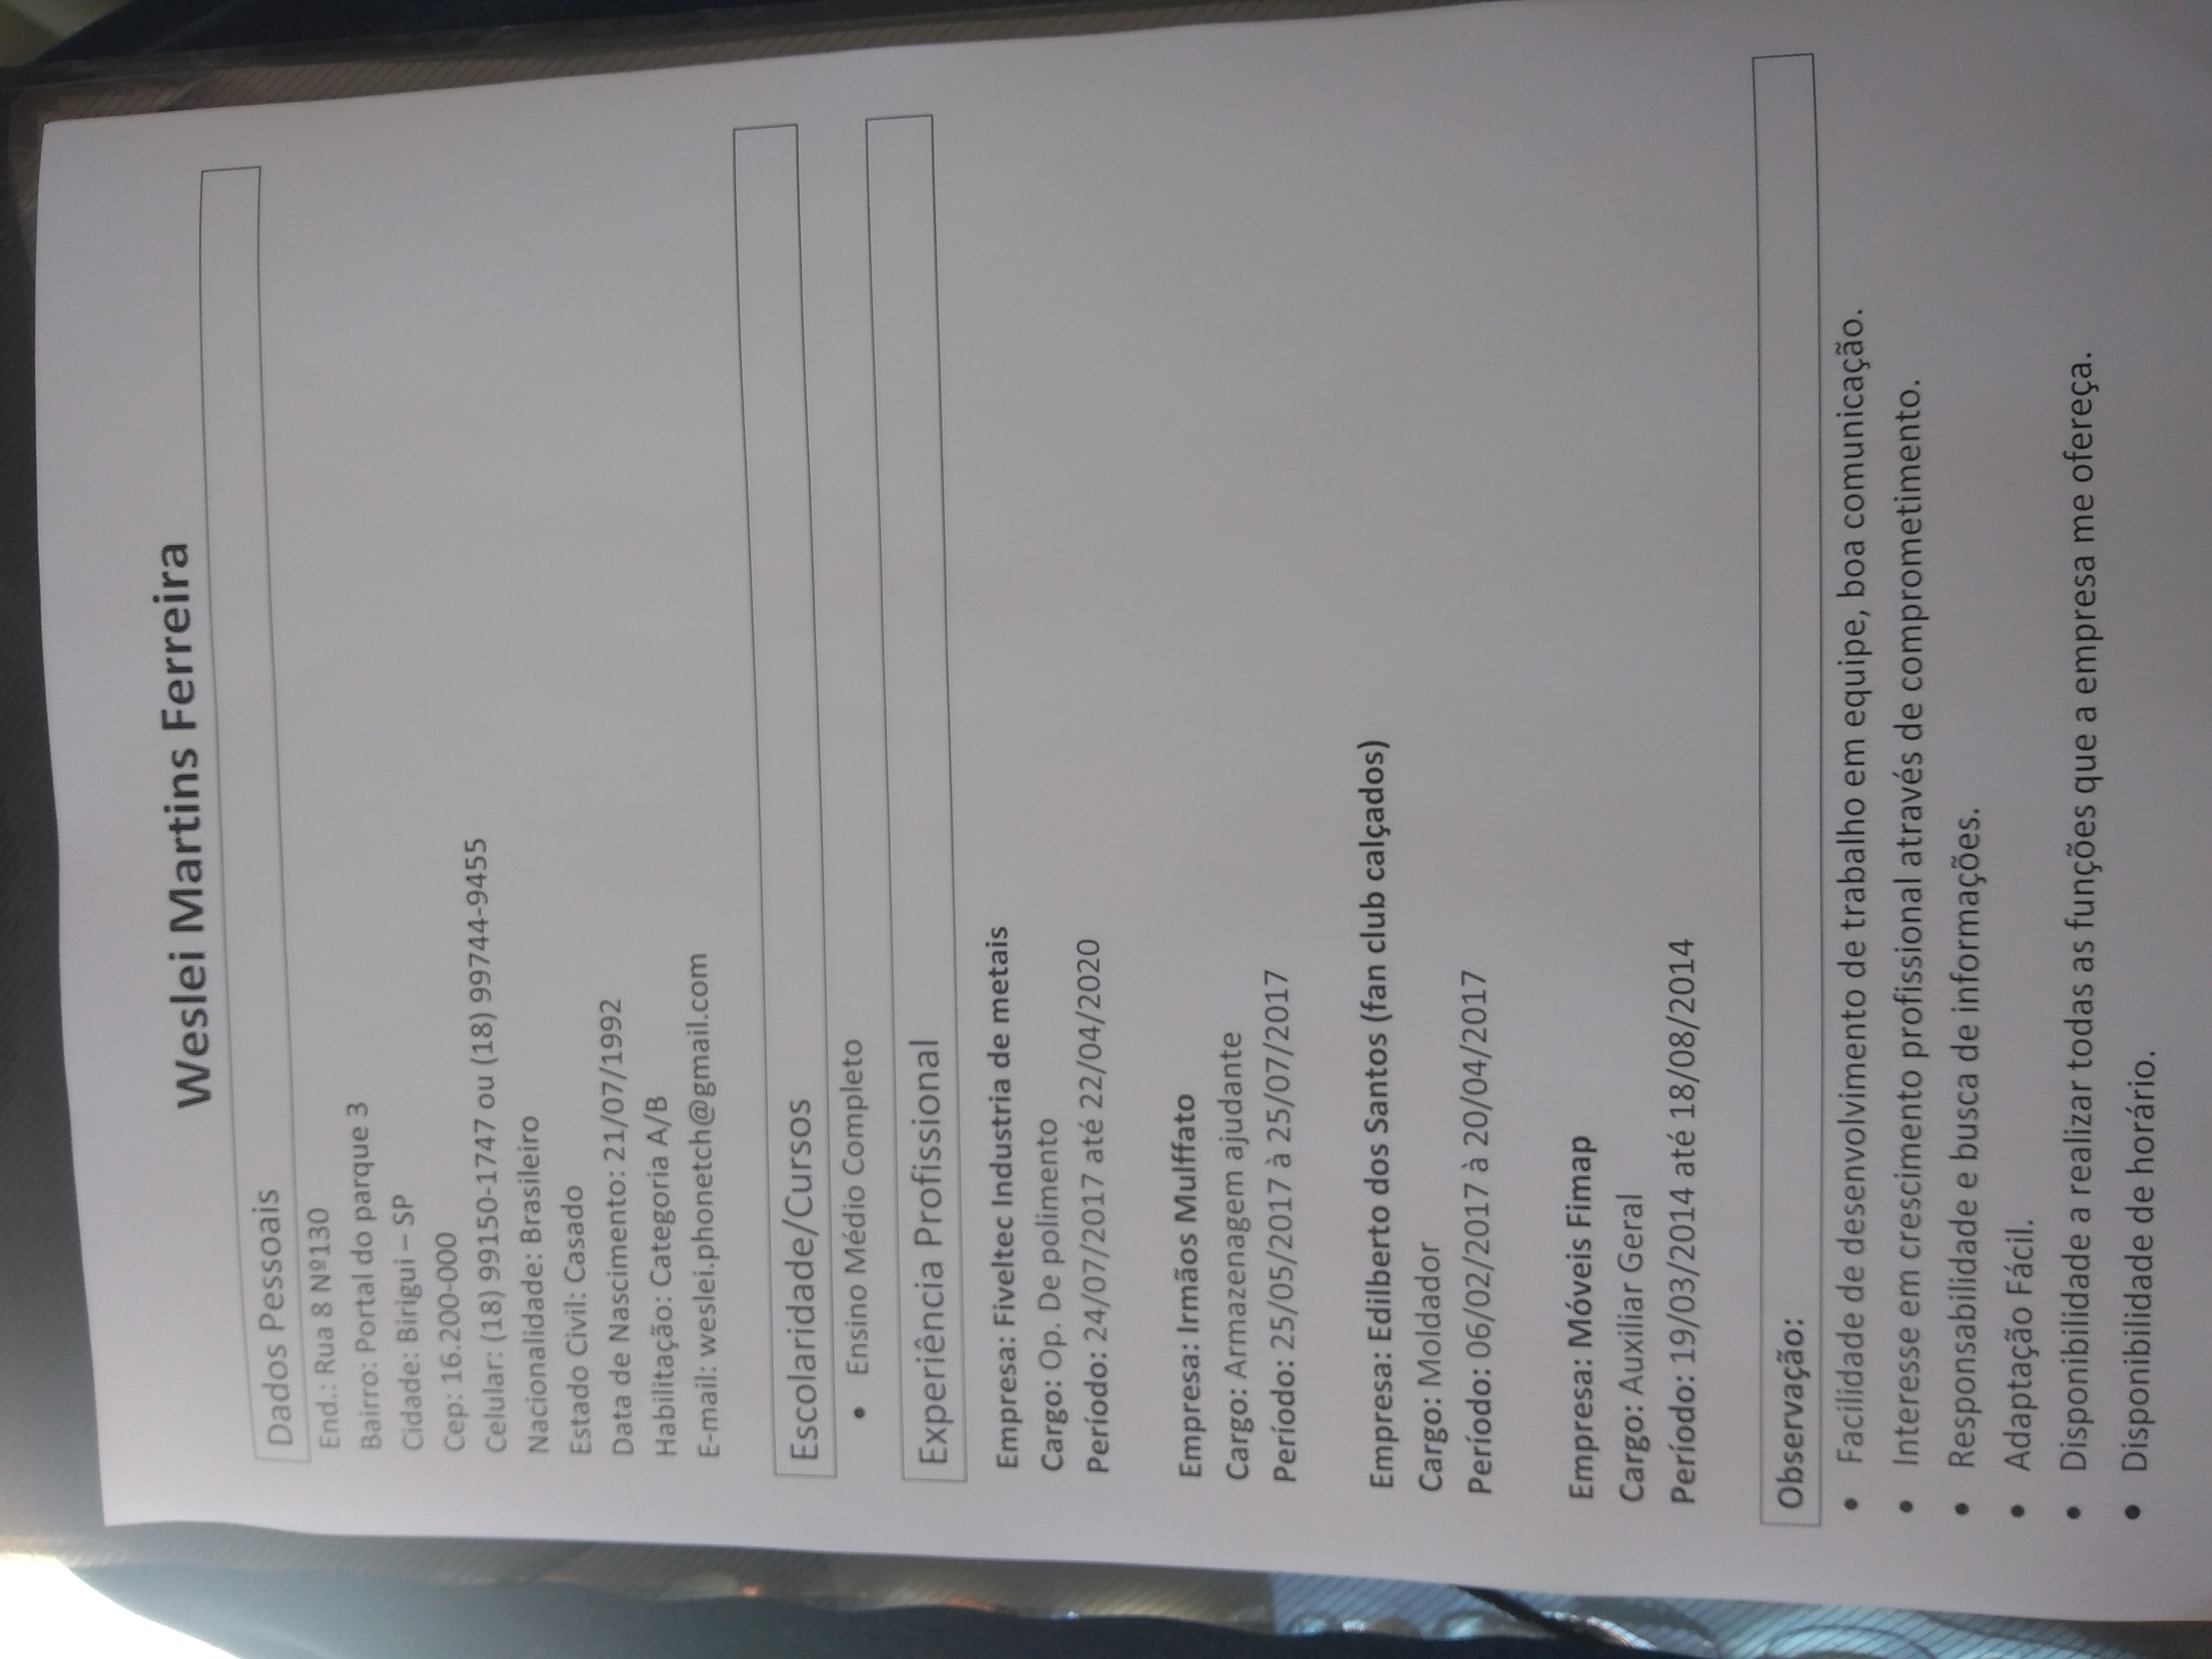 Weslei Martins Ferreira
Dados Pessoais
End.: Rua 8 Nº130
Bairro: Portal do parque 3
Cidade: Birigui – SP
Cep: 16.200-000
Celular: (18) 99150-1747 ou (18) 99744-9455
Nacionalidade: Brasileiro
Estado Civil: Casado
Data de Nascimento: 21/07/1992
Habilitação: Categoria A/B
E-mail: weslei.phonetch@gmail.com
Escolaridade/Cursos
• Ensino Médio Completo
Experiência Profissional
Empresa: Fiveltec Industria de metais
Cargo: Op. De polimento
Período: 24/07/2017 até 22/04/2020
Empresa: Irmãos Mulffato
Cargo: Armazenagem ajudante
Período: 25/05/2017 à 25/07/2017
Empresa: Edilberto dos Santos (fan club calçados)
Cargo: Moldador
Período: 06/02/2017 à 20/04/2017
Empresa: Móveis Fimap
Cargo: Auxiliar Geral
Período: 19/03/2014 até 18/08/2014
Observação:
• Facilidade de desenvolvimento de trabalho em equipe, boa comunicação.
• Interesse em crescimento profissional através de comprometimento.
• Responsabilidade e busca de informações.
• Adaptação Fácil.
• Disponibilidade a realizar todas as funções que a empresa me ofereça.
• Disponibilidade de horário.